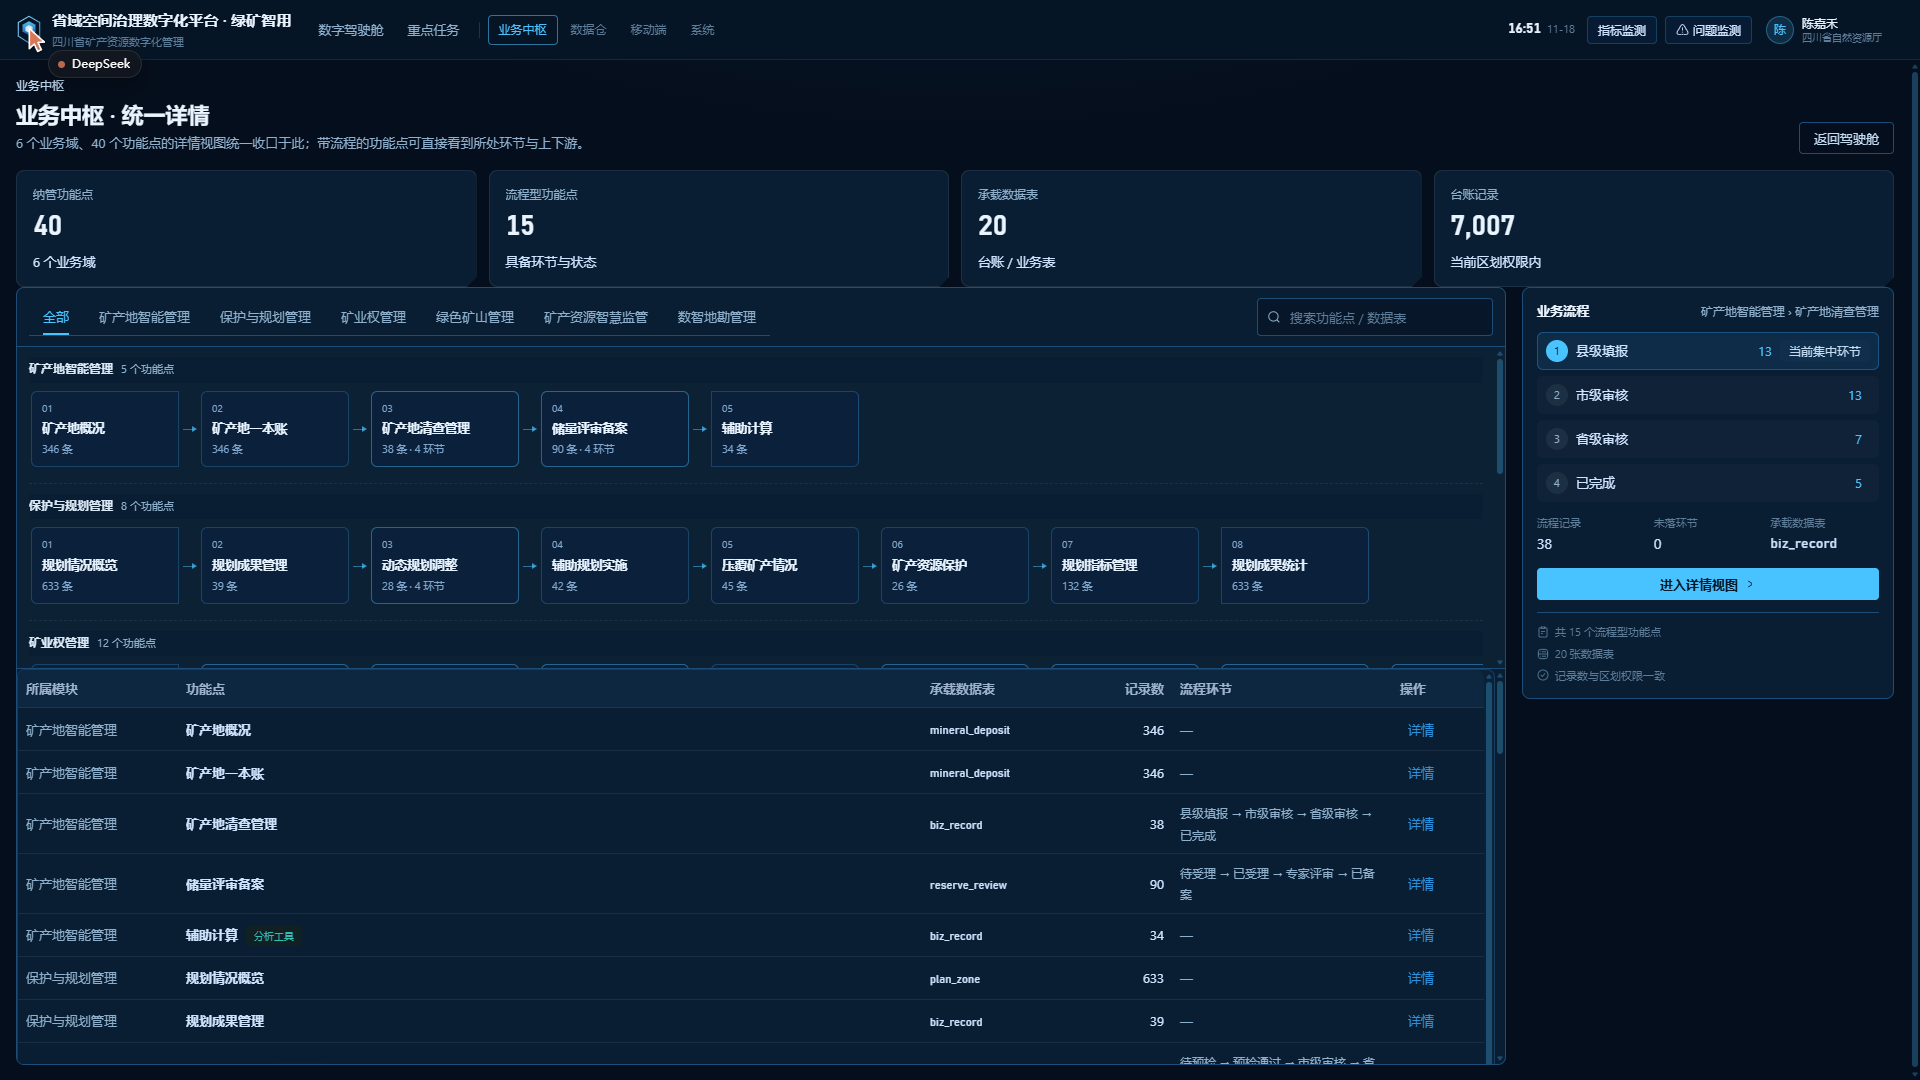 省域空间治理数字化平台 · 绿矿智用
四川省矿产资源数字化管理
DeepSeek
数字驾驶舱 重点任务 业务中枢 数据仓 移动端 系统
16:51 11-18 指标监测 问题监测 陈 陈嘉禾
四川省自然资源厅
业务中枢
业务中枢 · 统一详情
6 个业务域、40 个功能点的详情视图统一收口于此；带流程的功能点可直接看到所处环节与上下游。
返回驾驶舱
纳管功能点
40
6 个业务域
流程型功能点
15
具备环节与状态
承载数据表
20
台账 / 业务表
台账记录
7,007
当前区划权限内
全部 矿产地智能管理 保护与规划管理 矿业权管理 绿色矿山管理 矿产资源智慧监管 数智地勘管理
搜索功能点 / 数据表
矿产地智能管理 5 个功能点
01
矿产地概况
346 条
02
矿产地一本账
346 条
03
矿产地清查管理
38 条 · 4 环节
04
储量评审备案
90 条 · 4 环节
05
辅助计算
34 条
保护与规划管理 8 个功能点
01
规划情况概览
633 条
02
规划成果管理
39 条
03
动态规划调整
28 条 · 4 环节
04
辅助规划实施
42 条
05
压覆矿产情况
45 条
06
矿产资源保护
26 条
07
规划指标管理
132 条
08
规划成果统计
633 条
矿业权管理 12 个功能点
所属模块 功能点 承载数据表 记录数 流程环节 操作
矿产地智能管理 矿产地概况 mineral_deposit 346 — 详情
矿产地智能管理 矿产地一本账 mineral_deposit 346 — 详情
矿产地智能管理 矿产地清查管理 biz_record 38 县级填报 → 市级审核 → 省级审核 →
已完成 详情
矿产地智能管理 储量评审备案 reserve_review 90 待受理 → 已受理 → 专家评审 → 已备
案 详情
矿产地智能管理 辅助计算 分析工具 biz_record 34 — 详情
保护与规划管理 规划情况概览 plan_zone 633 — 详情
保护与规划管理 规划成果管理 biz_record 39 — 详情
待预检 → 预检通过 → 市级审核 → 省
业务流程 矿产地智能管理 › 矿产地清查管理
1 县级填报 13 当前集中环节
2 市级审核 13
3 省级审核 7
4 已完成 5
流程记录 未落环节 承载数据表
38 0 biz_record
进入详情视图 ›
共 15 个流程型功能点
20 张数据表
记录数与区划权限一致